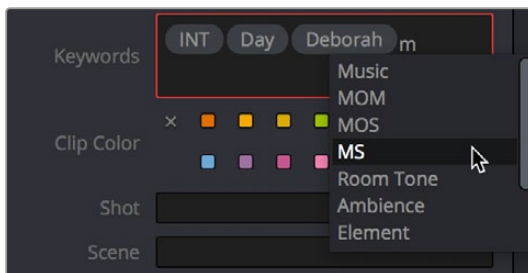 Keywords INT Day Deborah m
Music
MOM
MOS
Clip Color
MS
Room Tone
Shot
Ambience
Element
Scene